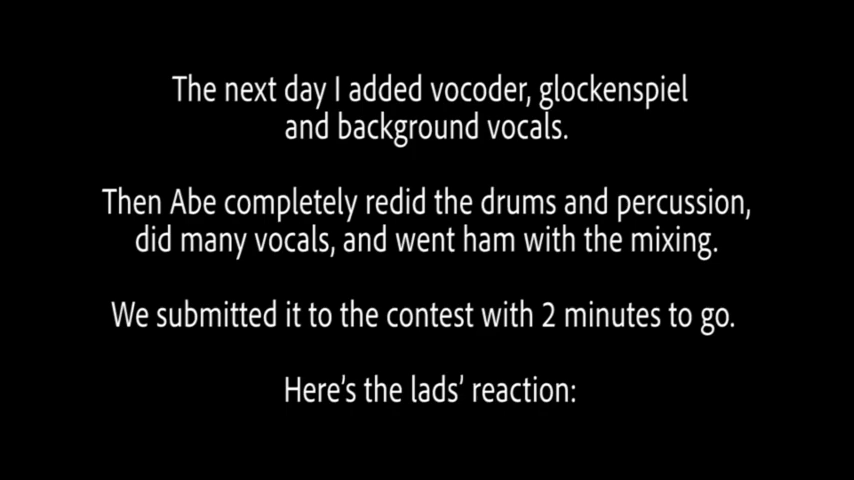 The next day I added vocoder, glockenspiel
and background vocals.
Then Abe completely redid the drums and percussion,
did many vocals, and went ham with the mixing.
We submitted it to the contest with 2 minutes to go.
Here’s the lads’ reaction: